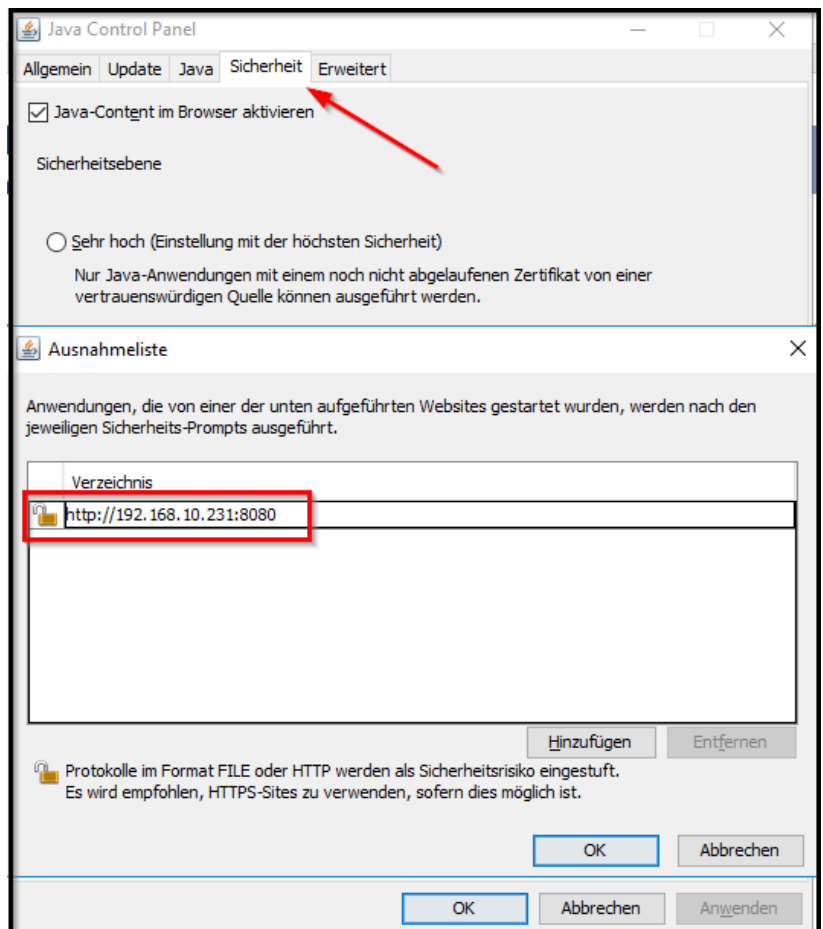 Java Control Panel
Allgemein Update Java Sicherheit Erweitert
Java-Content im Browser aktivieren
Sicherheitsebene
Sehr hoch (Einstellung mit der höchsten Sicherheit)
Nur Java-Anwendungen mit einem noch nicht abgelaufenen Zertifikat von einer
vertrauenswürdigen Quelle können ausgeführt werden.
Ausnahmeliste
Anwendungen, die von einer der unten aufgeführten Websites gestartet wurden, werden nach den
jeweiligen Sicherheits-Prompts ausgeführt.
Verzeichnis
http://192.168.10.231:8080
Hinzufügen Entfernen
Protokolle im Format FILE oder HTTP werden als Sicherheitsrisiko eingestuft.
Es wird empfohlen, HTTPS-Sites zu verwenden, sofern dies möglich ist.
OK Abbrechen
OK Abbrechen Anwenden